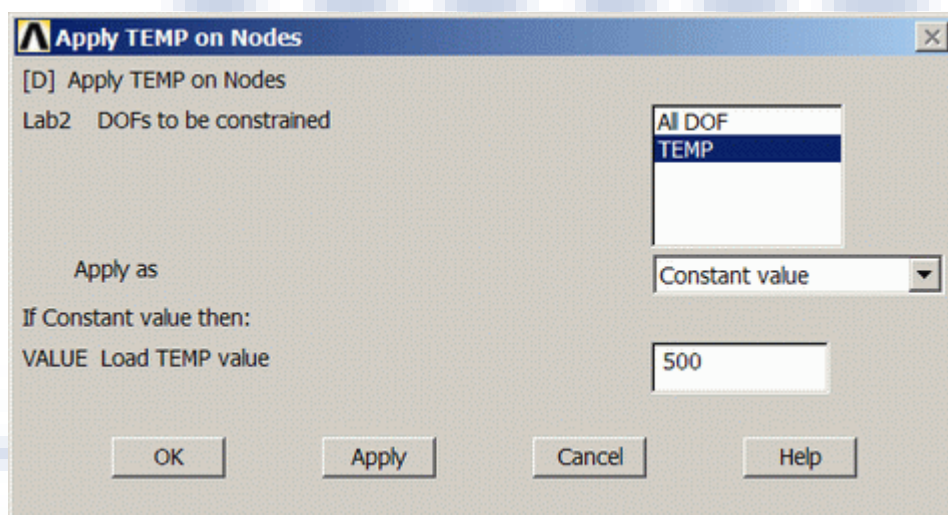 Apply TEMP on Nodes
[D] Apply TEMP on Nodes
Lab2 DOFs to be constrained
All DOF
TEMP
Apply as
Constant value
If Constant value then:
VALUE Load TEMP value
500
OK Apply Cancel Help